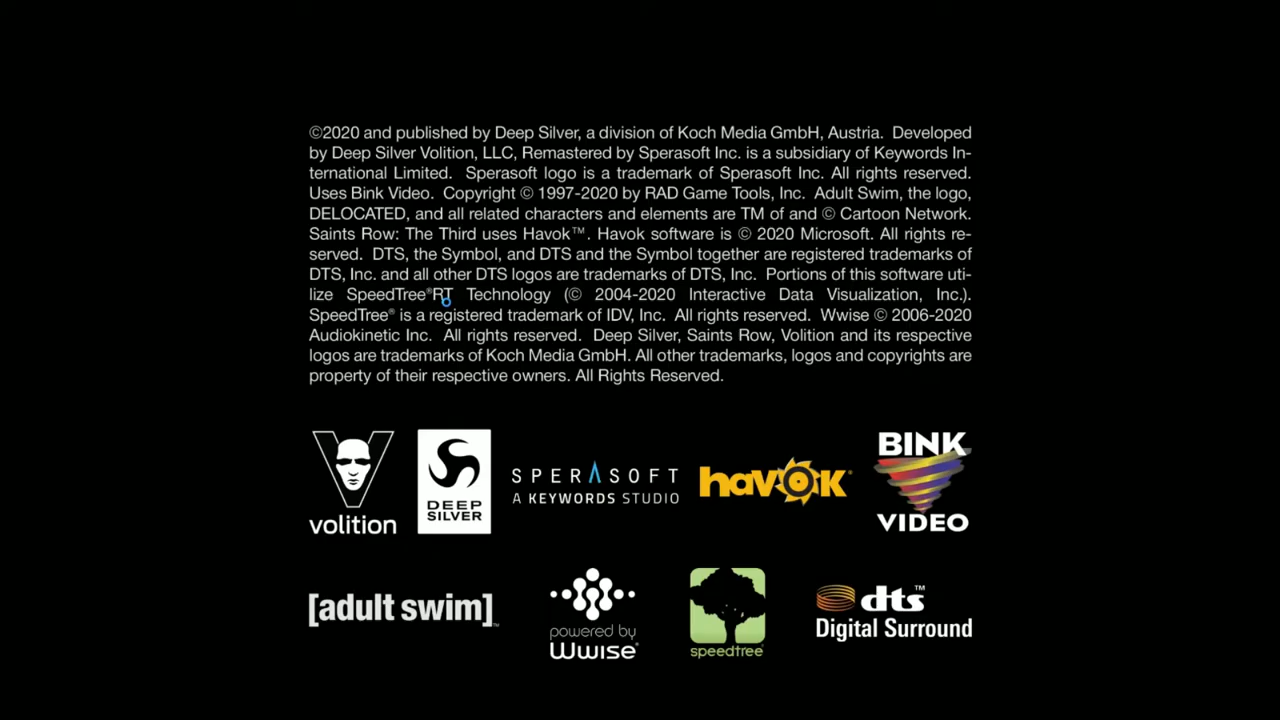 ©2020 and published by Deep Silver, a division of Koch Media GmbH, Austria. Developed
by Deep Silver Volition, LLC, Remastered by Sperasoft Inc. is a subsidiary of Keywords In-
ternational Limited. Sperasoft logo is a trademark of Sperasoft Inc. All rights reserved.
Uses Bink Video. Copyright © 1997-2020 by RAD Game Tools, Inc. Adult Swim, the logo,
DELOCATED, and all related characters and elements are TM of and © Cartoon Network.
Saints Row: The Third uses Havok™. Havok software is © 2020 Microsoft. All rights re-
served. DTS, the Symbol, and DTS and the Symbol together are registered trademarks of
DTS, Inc. and all other DTS logos are trademarks of DTS, Inc. Portions of this software uti-
lize SpeedTree®RT Technology (© 2004-2020 Interactive Data Visualization, Inc.).
SpeedTree® is a registered trademark of IDV, Inc. All rights reserved. Wwise © 2006-2020
Audiokinetic Inc. All rights reserved. Deep Silver, Saints Row, Volition and its respective
logos are trademarks of Koch Media GmbH. All other trademarks, logos and copyrights are
property of their respective owners. All Rights Reserved.
volition
DEEP
SILVER
SPERASOFT
A KEYWORDS STUDIO
havok®
BINK
VIDEO
[adult swim]™
powered by
Wwise®
speedtree®
dts™
Digital Surround